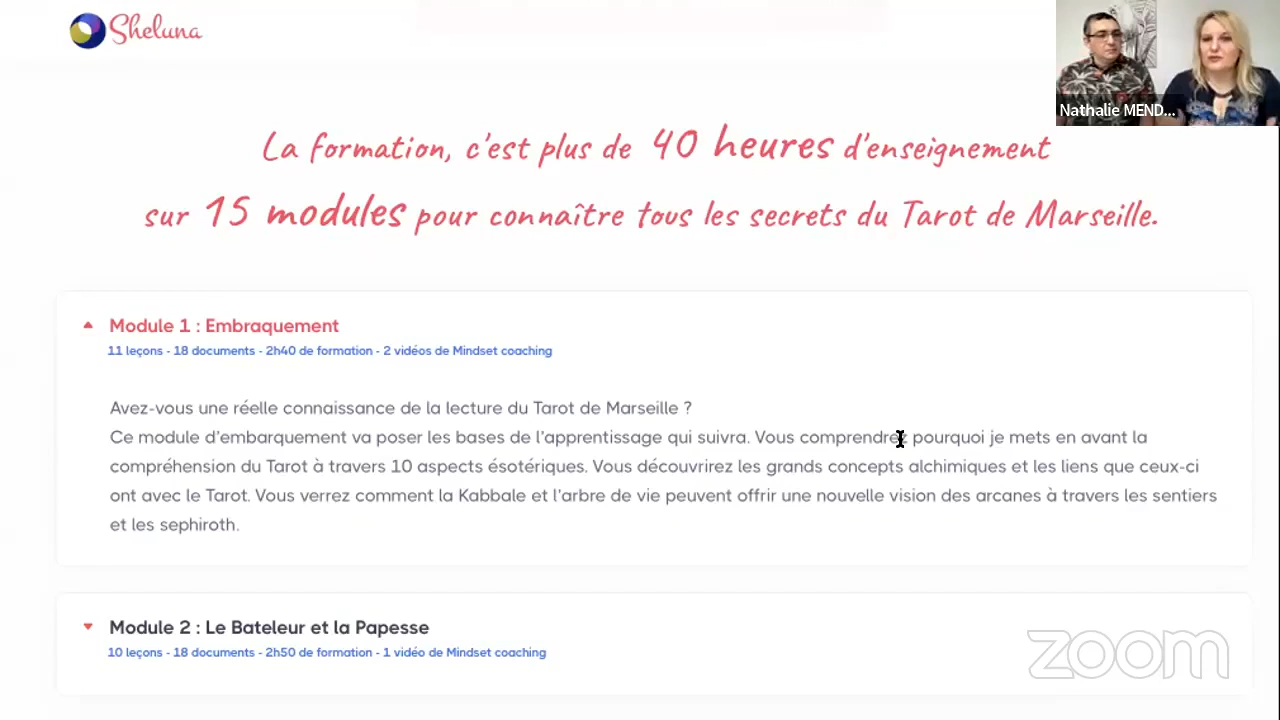 Sheluna
Nathalie MEND...
La formation, c'est plus de 40 heures d'enseignement
sur 15 modules pour connaître tous les secrets du Tarot de Marseille.
Module 1 : Embraquement
11 leçons - 18 documents - 2h40 de formation - 2 vidéos de Mindset coaching
Avez-vous une réelle connaissance de la lecture du Tarot de Marseille ?
Ce module d'embarquement va poser les bases de l'apprentissage qui suivra. Vous comprendrez pourquoi je mets en avant la
compréhension du Tarot à travers 10 aspects ésotériques. Vous découvrirez les grands concepts alchimiques et les liens que ceux-ci
ont avec le Tarot. Vous verrez comment la Kabbale et l'arbre de vie peuvent offrir une nouvelle vision des arcanes à travers les sentiers
et les sephiroth.
Module 2 : Le Bateleur et la Papesse
10 leçons - 18 documents - 2h50 de formation - 1 vidéo de Mindset coaching
zoom